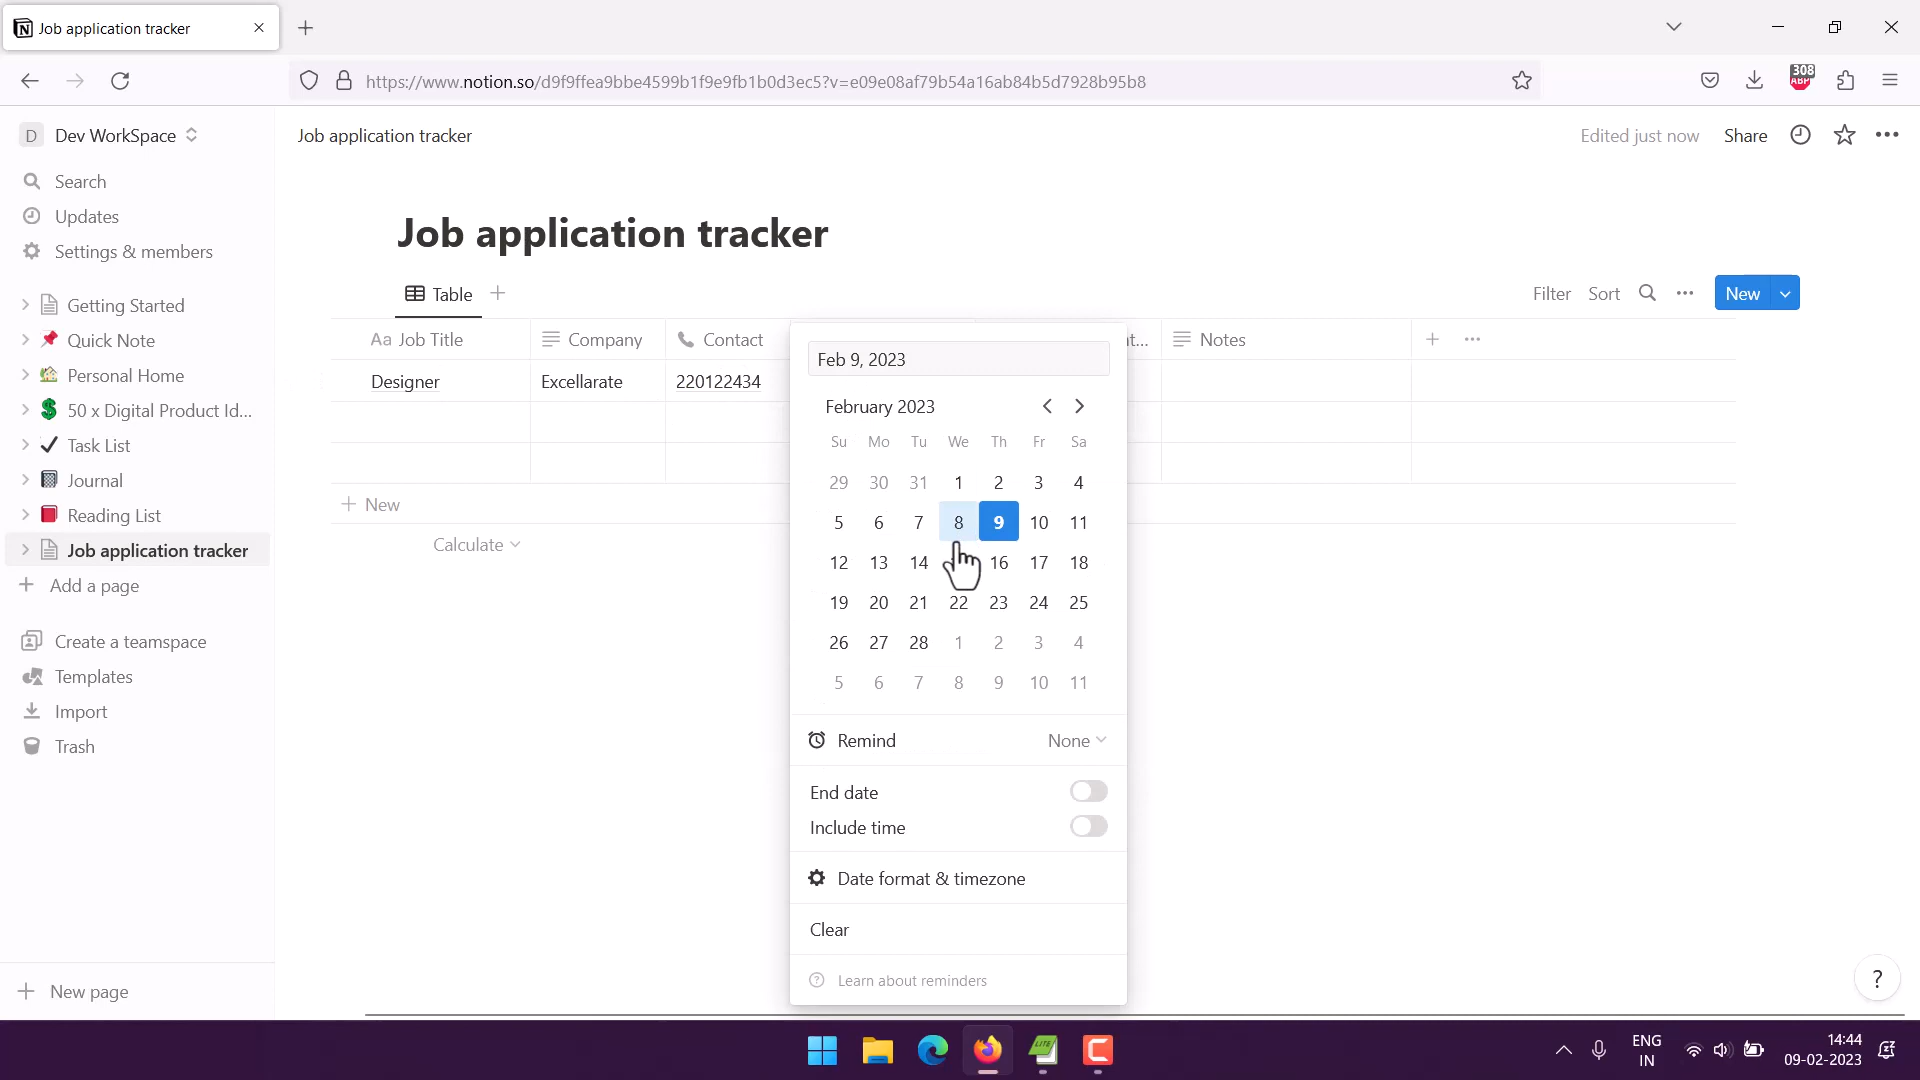 Job application tracker
https://www.notion.so/d9f9ffea9bbe4599b1f9e9fb1b0d3ec5?v=e09e08af79b54a16ab84b5d7928b95b8
308
ABP
D Dev WorkSpace
Job application tracker
Edited just now Share
Search
Updates
Settings & members
Getting Started
Quick Note
Personal Home
50 x Digital Product Id...
Task List
Journal
Reading List
Job application tracker
Add a page
Create a teamspace
Templates
Import
Trash
New page
Job application tracker
Table
Filter Sort New
Aa Job Title Company Contact t... Notes
Designer Excellarate 220122434
New
Calculate
Feb 9, 2023
February 2023
Su Mo Tu We Th Fr Sa
29 30 31 1 2 3 4
5 6 7 8 9 10 11
12 13 14 16 17 18
19 20 21 22 23 24 25
26 27 28 1 2 3 4
5 6 7 8 9 10 11
Remind None
End date
Include time
Date format & timezone
Clear
? Learn about reminders
?
LITE
ENG
IN
14:44
09-02-2023